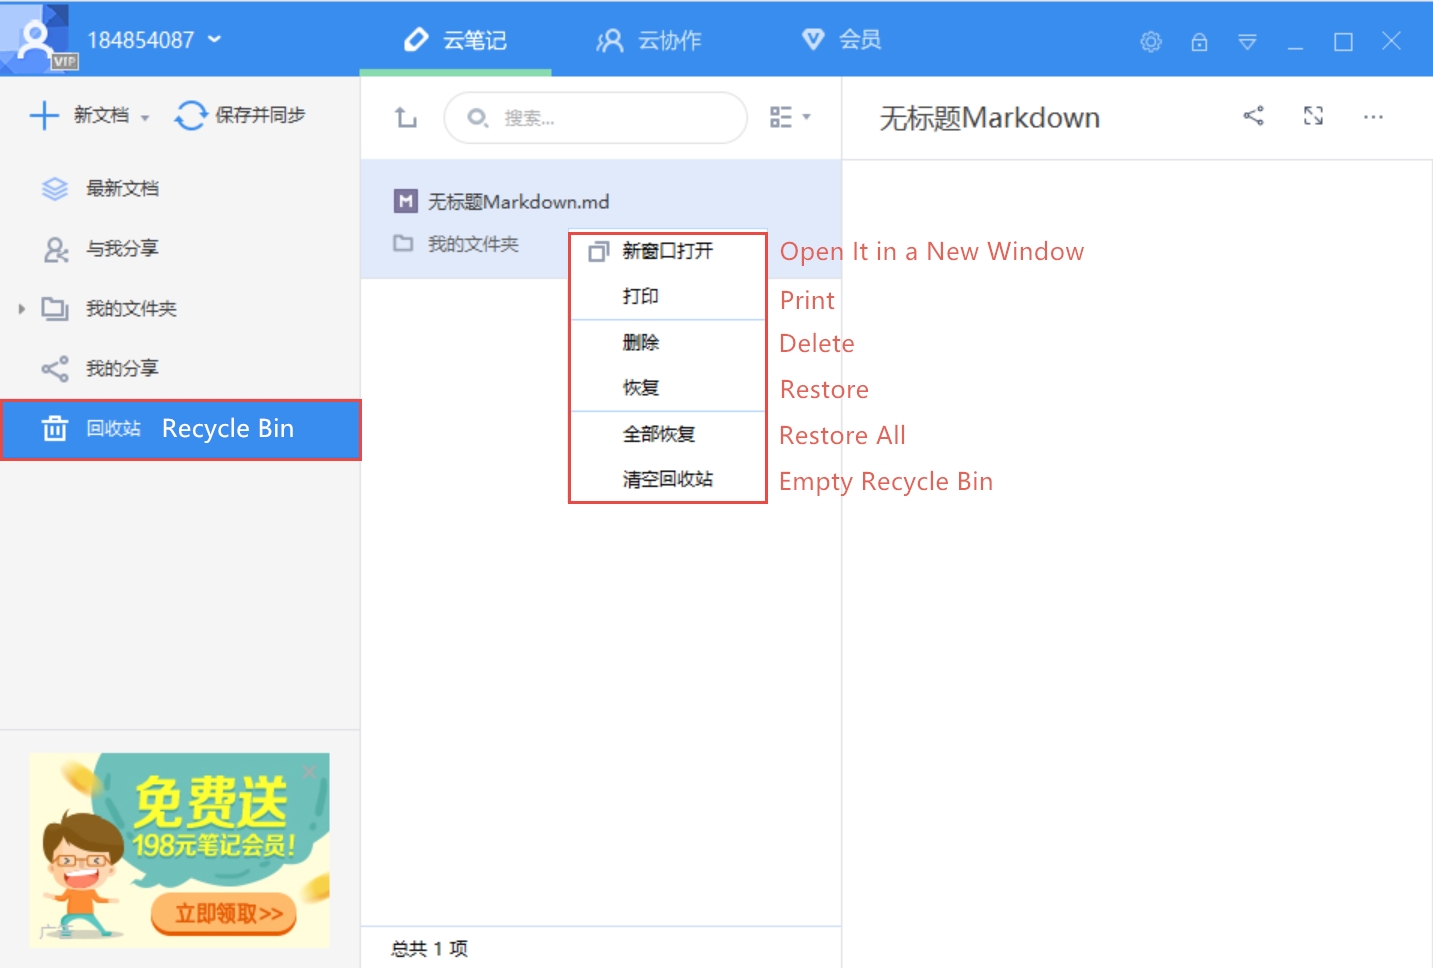 184854087
VIP
云笔记
云协作
会员
新文档
保存并同步
搜索...
无标题Markdown
最新文档
与我分享
我的文件夹
我的分享
回收站 Recycle Bin
无标题Markdown.md
我的文件夹
新窗口打开 Open It in a New Window
打印 Print
删除 Delete
恢复 Restore
全部恢复 Restore All
清空回收站 Empty Recycle Bin
免费送
198元笔记会员!
立即领取>>
广告
总共 1 项